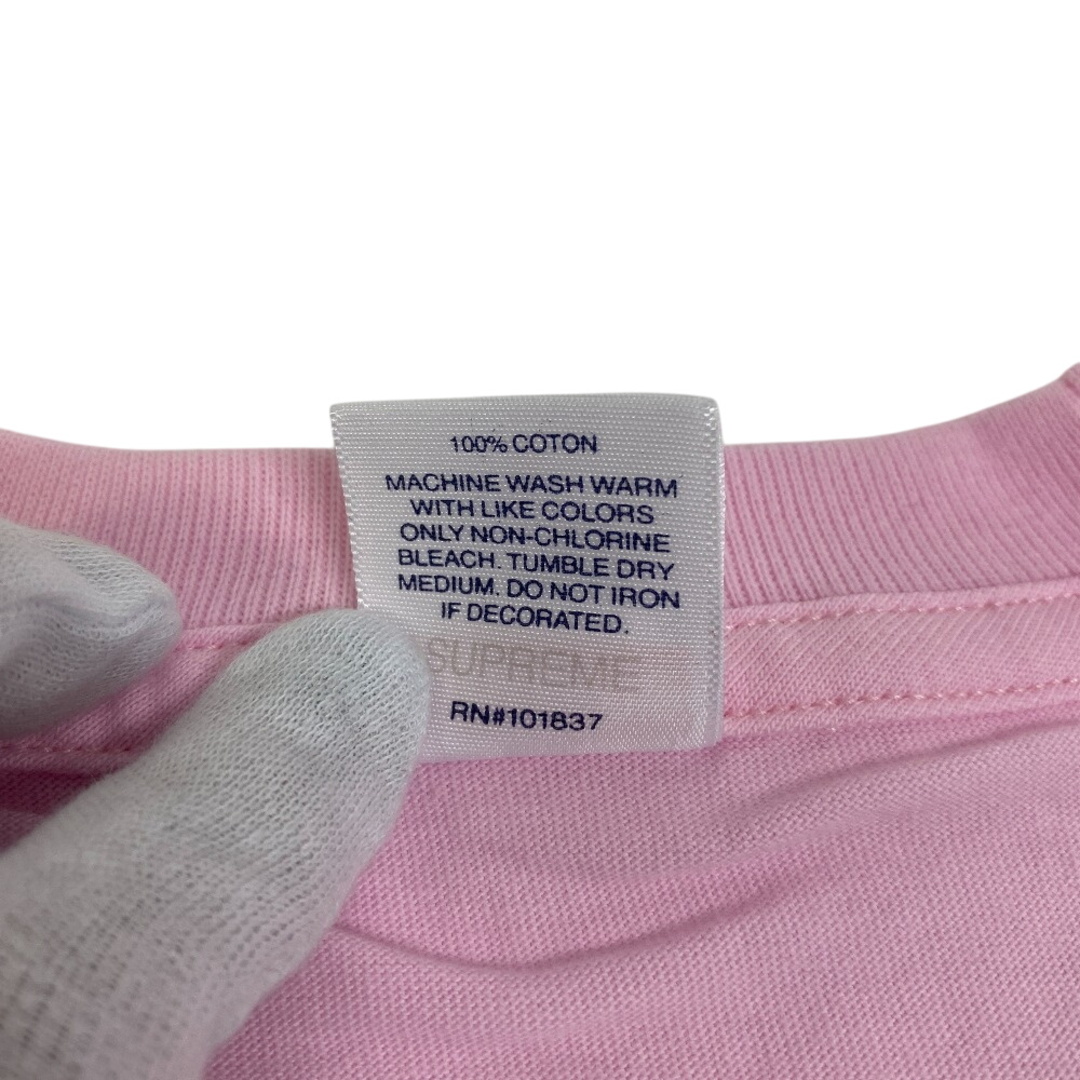 100% COTON
MACHINE WASH WARM
WITH LIKE COLORS
ONLY NON-CHLORINE
BLEACH. TUMBLE DRY
MEDIUM. DO NOT IRON
IF DECORATED.
SUPREME
RN#101837